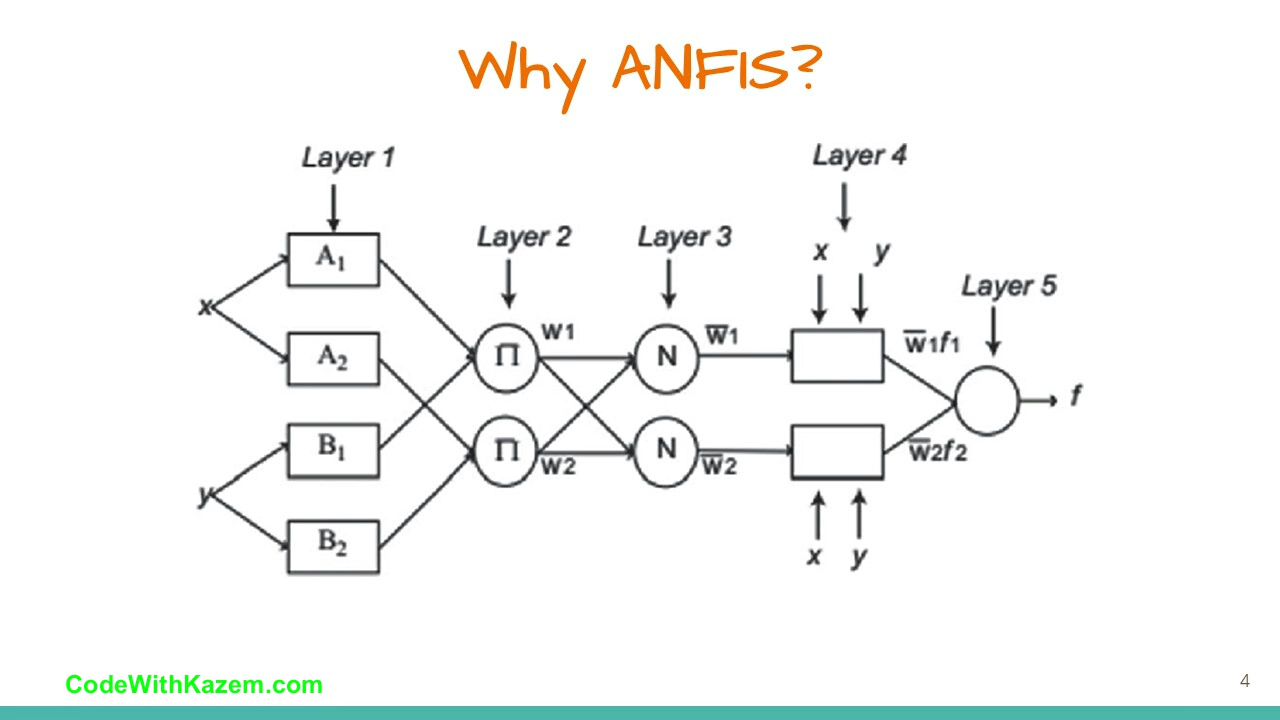 Why ANFIS?
Layer 1
Layer 4
Layer 2
Layer 3
x y
Layer 5
A₁
x
A₂
w1
w̅1
w̅1f1
Π
N
f
B₁
Π
N
w2
w̅2
w̅2f2
y
B₂
x y
CodeWithKazem.com
4